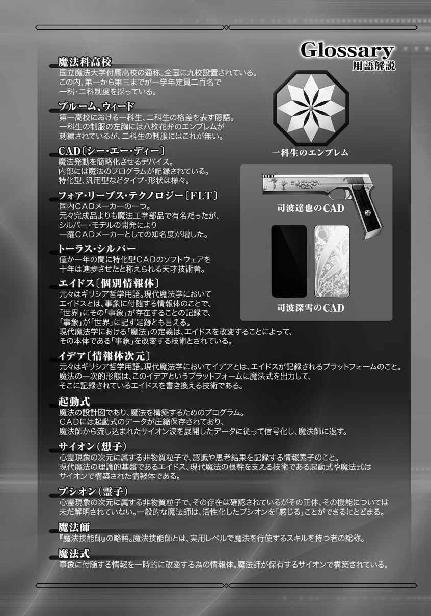 Glossary
用語解説
魔法科高校
国立魔法大学付属高校の通称。全国に九校設置されている。
この内、第一から第三までが一学年定員二百名で
一科・二科制度を採っている。
ブルーム、ウィード
第一高校における一科生、二科生の格差を表す隠語。
一科生の制服の左胸には八枚花弁のエンブレムが
刺繍されているが、二科生の制服にはこれが無い。
一科生のエンブレム
CAD[シー・エー・ディー]
魔法発動を簡略化させるデバイス。
内部には魔法のプログラムが記録されている。
特化型、汎用型などタイプ・形状は様々。
フォア・リーブス・テクノロジー[FLT]
国内CADメーカーの一つ。
元々完成品よりも魔法工学部品で有名だったが、
シルバー・モデルの開発により
一躍CADメーカーとしての知名度が増した。
司波達也のCAD
トーラス・シルバー
僅か一年の間に特化型CADのソフトウェアを
十年は進歩させたと称えられる天才技術者。
エイドス[個別情報体]
元々はギリシア哲学用語。現代魔法学において
エイドスとは、事象に付随する情報体のことで、
「世界」にその「事象」が存在することの記録で、
「事象」が「世界」に記す足跡とも言える。
現代魔法学における「魔法」の定義は、エイドスを改変することによって、
その本体である「事象」を改変する技術とされている。
司波深雪のCAD
イデア[情報体次元]
元々はギリシア哲学用語。現代魔法学においてイデアとは、エイドスが記録されるプラットフォームのこと。
魔法の一次的形態は、このイデアというプラットフォームに魔法式を出力して、
そこに記録されているエイドスを書き換える技術である。
起動式
魔法の設計図であり、魔法を構築するためのプログラム。
CADには起動式のデータが圧縮保存されており、
魔法師から流し込まれたサイオン波を展開したデータに従って信号化し、魔法師に返す。
サイオン(想子)
心霊現象の次元に属する非物質粒子で、認識や思考結果を記録する情報素子のこと。
現代魔法の理論的基盤であるエイドス、現代魔法の根幹を支える技術である起動式や魔法式は
サイオンで構築された情報体である。
プシオン(霊子)
心霊現象の次元に属する非物質粒子で、その存在は確認されているがその正体、その機能については
未だ解明されていない。一般的な魔法師は、活性化したプシオンを「感じる」ことができるにとどまる。
魔法師
『魔法技能師』の略称。魔法技能師とは、実用レベルで魔法を行使するスキルを持つ者の総称。
魔法式
事象に付随する情報を一時的に改変する為の情報体。魔法師が保有するサイオンで構築されている。